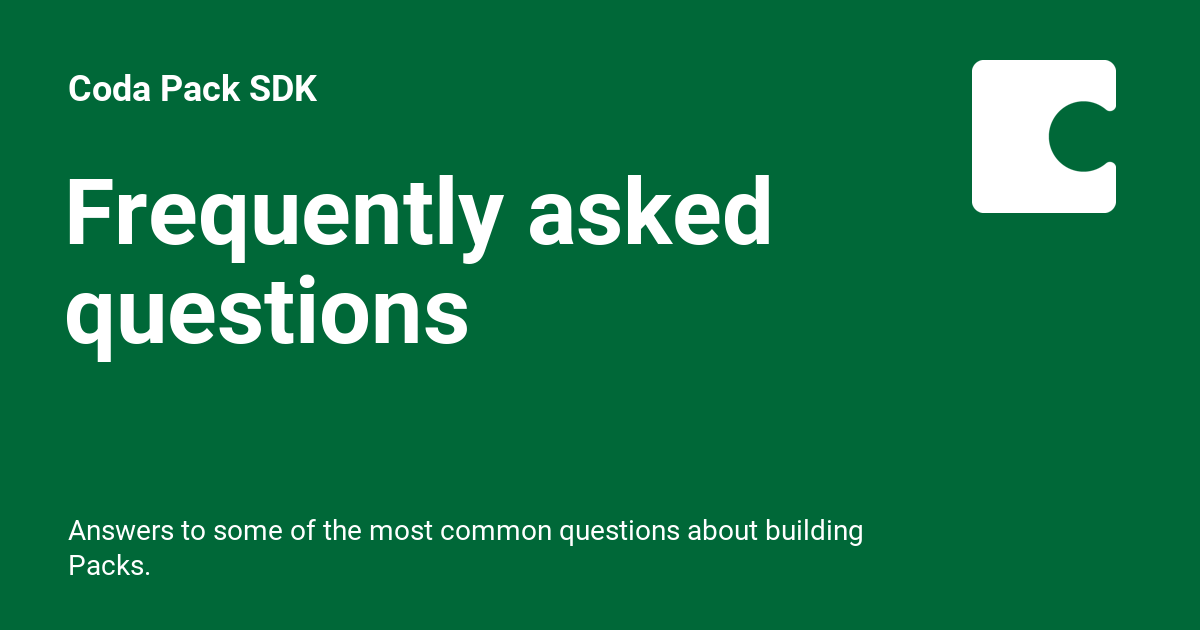 Coda Pack SDK
Frequently asked
questions
Answers to some of the most common questions about building
Packs.